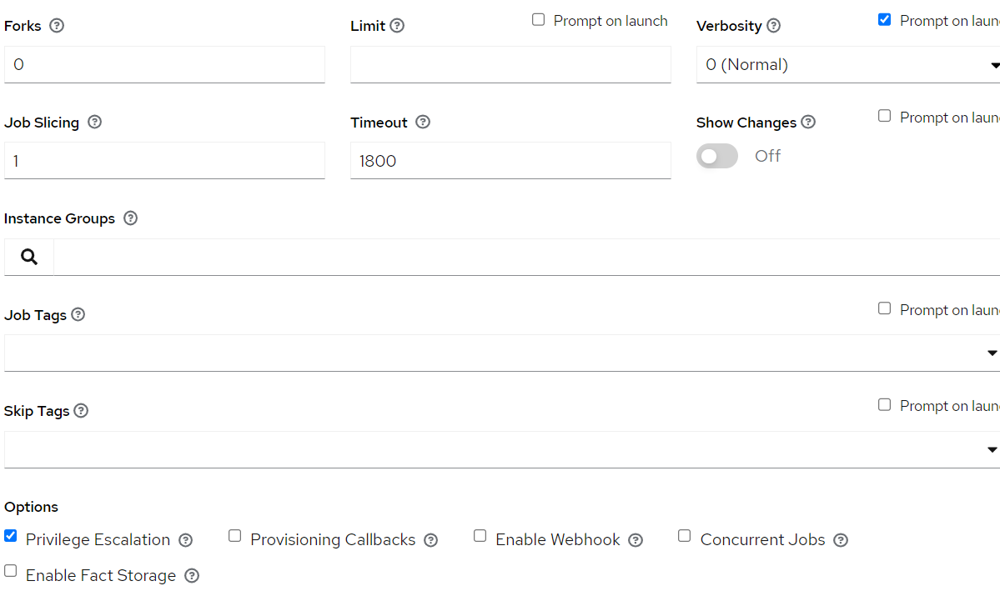 Forks Limit Prompt on launch Verbosity Prompt on laun
0 0 (Normal)
Job Slicing Timeout Show Changes Prompt on laun
1 1800 Off
Instance Groups
Job Tags Prompt on laun
Skip Tags Prompt on laun
Options
Privilege Escalation Provisioning Callbacks Enable Webhook Concurrent Jobs
Enable Fact Storage